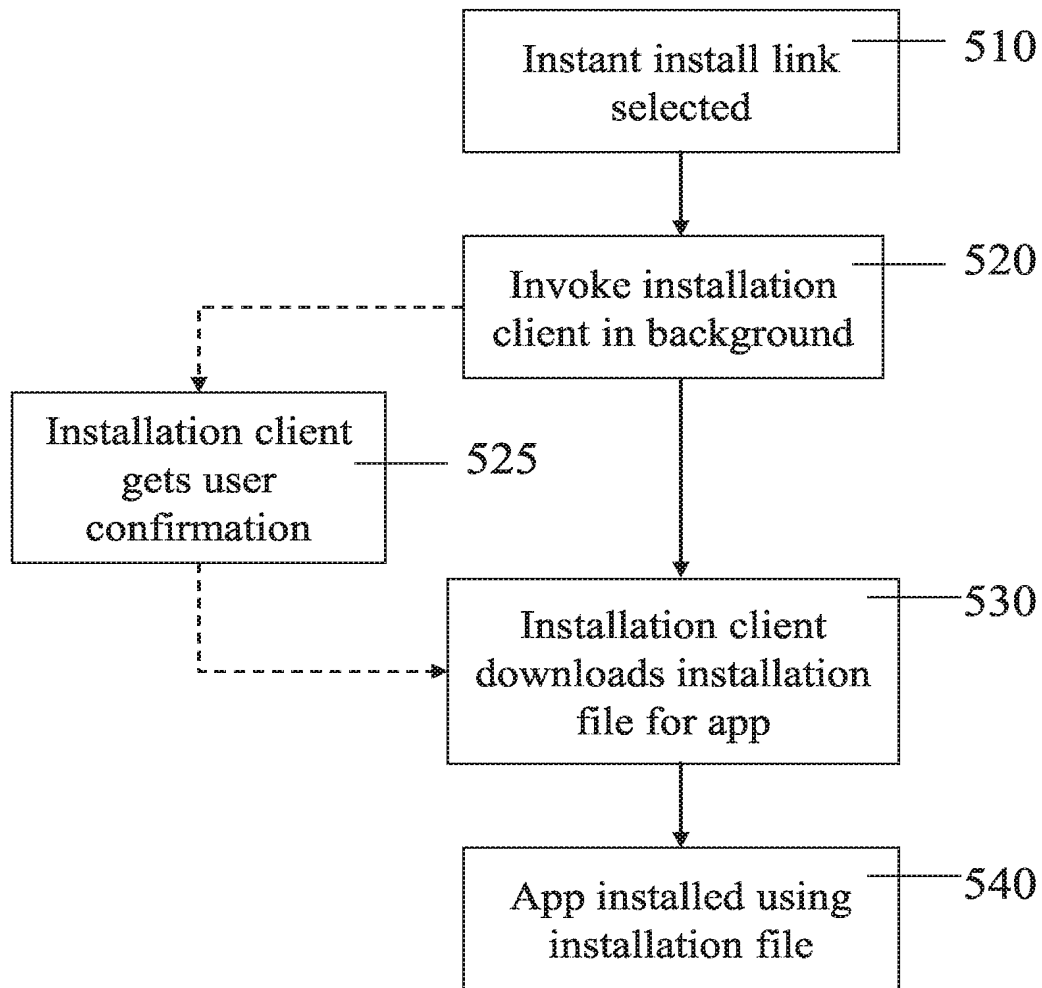 Instant install link
selected
510
Invoke installation
client in background
520
Installation client
gets user
confirmation
525
Installation client
downloads installation
file for app
530
App installed using
installation file
540